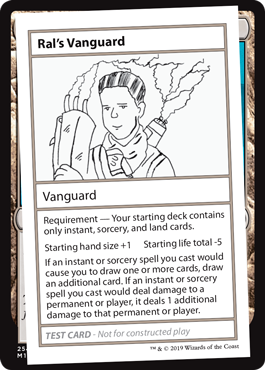 Ral's Vanguard
Vanguard
Requirement — Your starting deck contains
only instant, sorcery, and land cards.
Starting hand size +1 Starting life total -5
If an instant or sorcery spell you cast would
cause you to draw one or more cards, draw
an additional card. If an instant or sorcery
spell you cast would deal damage to a
permanent or player, it deals 1 additional
damage to that permanent or player.
TEST CARD - Not for constructed play
™ & © 2019 Wizards of the Coast
25
M1